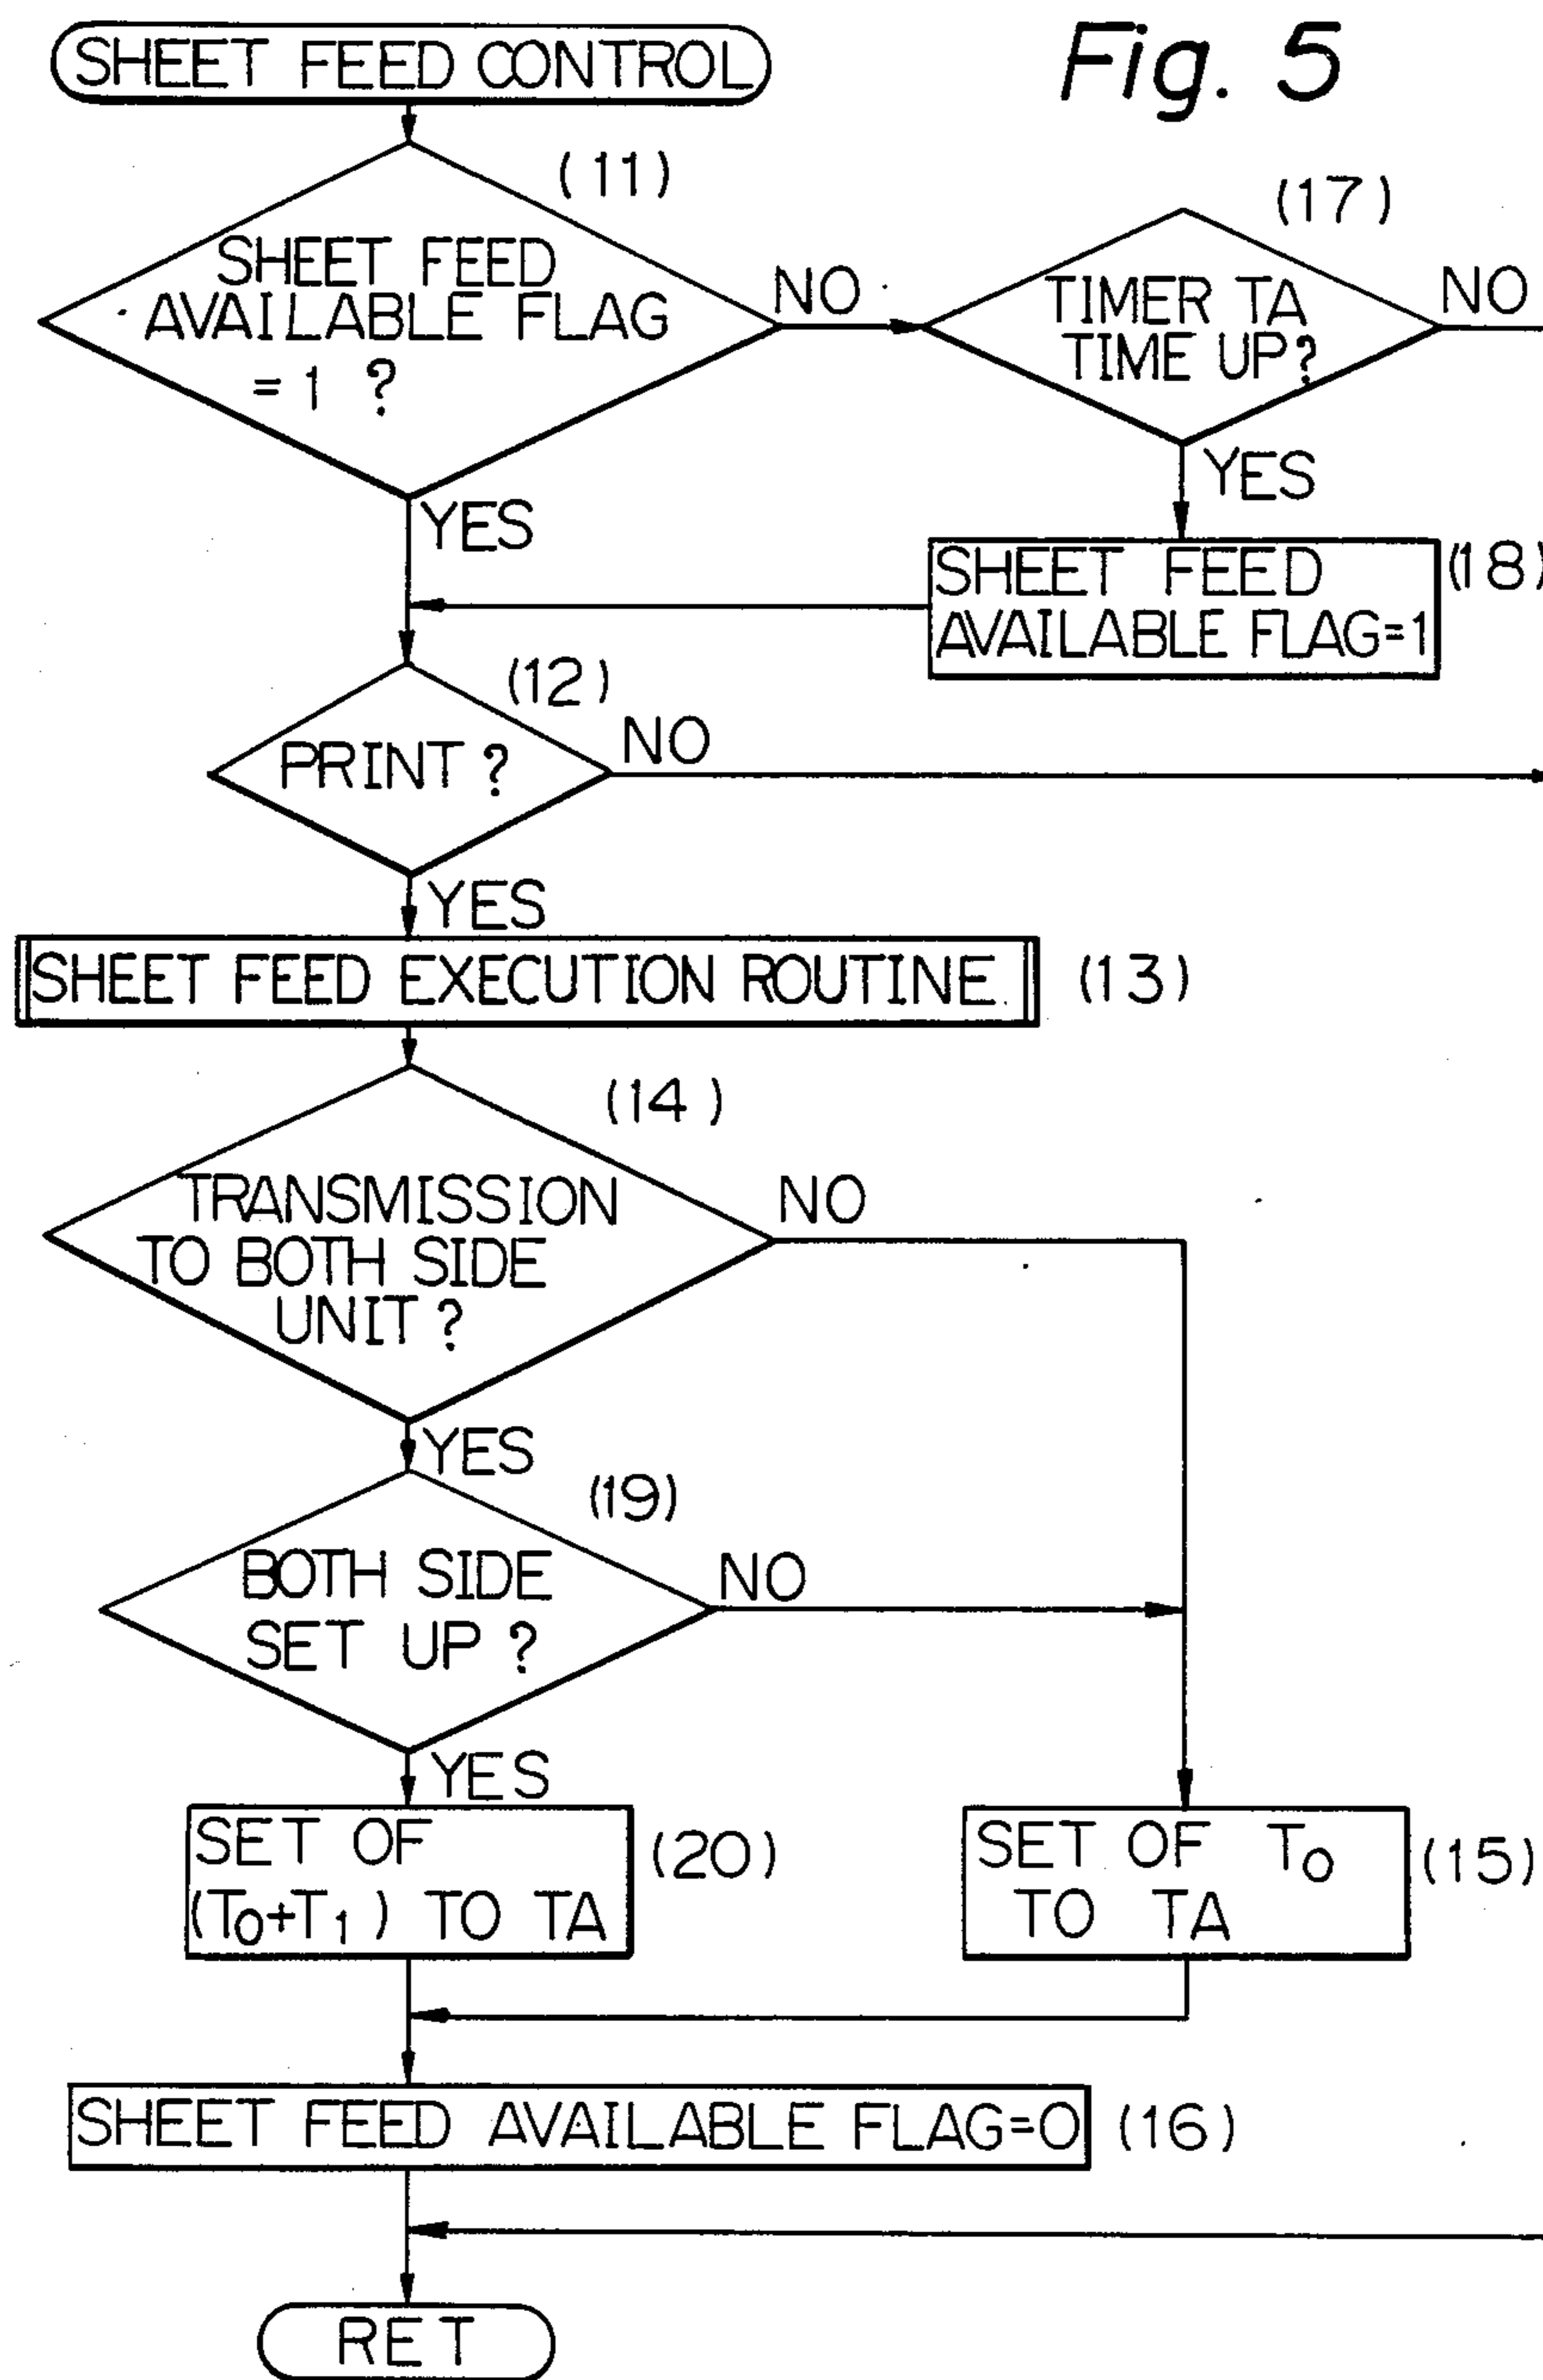 Fig. 5
SHEET FEED CONTROL
(11)
SHEET FEED
AVAILABLE FLAG
= 1 ?
NO
YES
(17)
TIMER TA
TIME UP?
NO
YES
SHEET FEED
AVAILABLE FLAG=1
(18)
(12)
PRINT ?
NO
YES
SHEET FEED EXECUTION ROUTINE
(13)
(14)
TRANSMISSION
TO BOTH SIDE
UNIT ?
NO
YES
(19)
BOTH SIDE
SET UP ?
NO
YES
SET OF
(T0+T1) TO TA
(20)
SET OF T0
TO TA
(15)
SHEET FEED AVAILABLE FLAG=0
(16)
RET